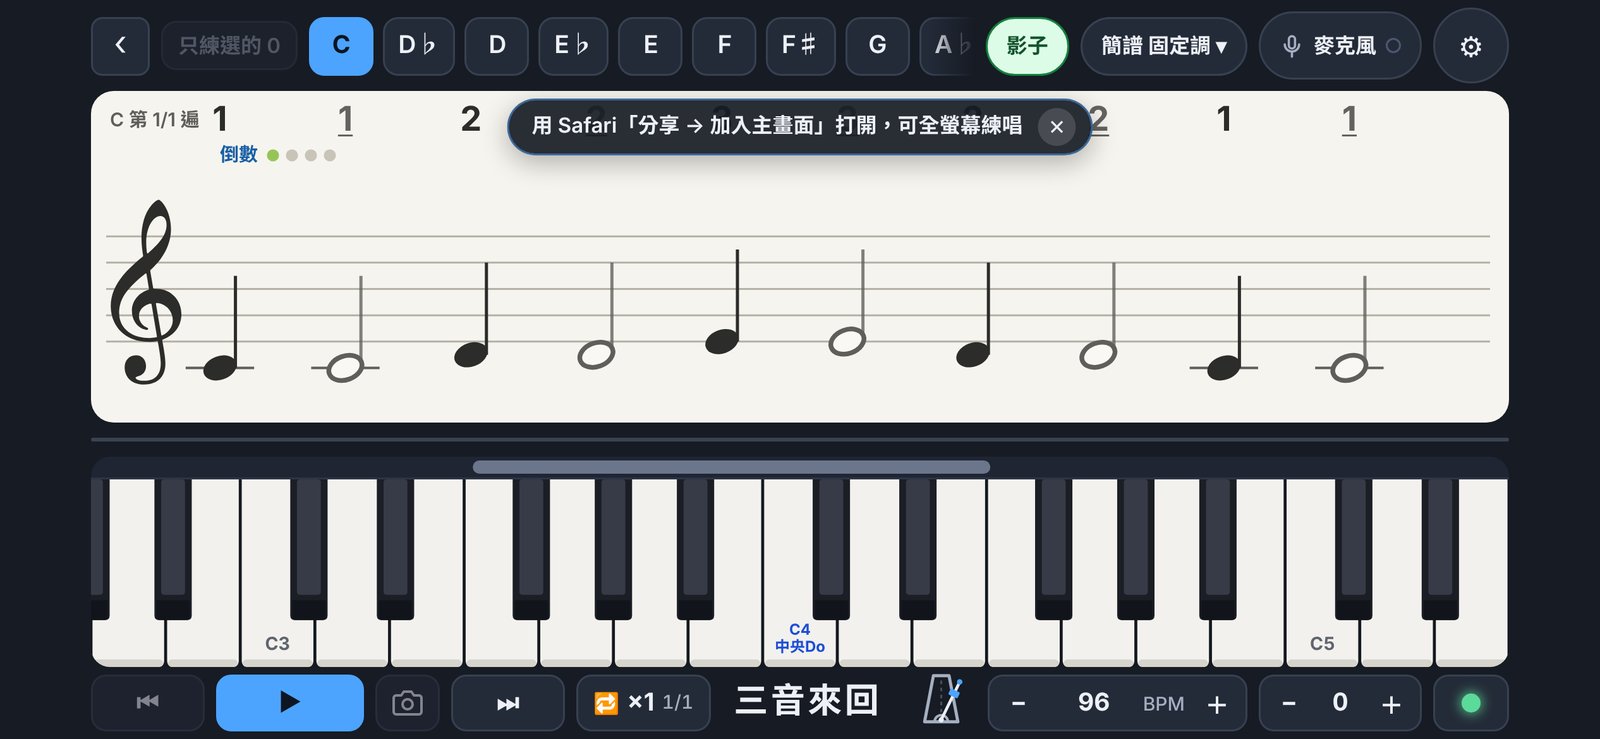 ‹ 只練選的 0 C D♭ D E♭ E F F♯ G A♭ 影子 簡譜 固定調 ▾ 麥克風
C 第 1/1 遍 1 1 2 2 1 1
用 Safari「分享 → 加入主畫面」打開，可全螢幕練唱 ×
倒數
C3 C4 C5
中央Do
×1 1/1 三音來回 − 96 BPM + − 0 +